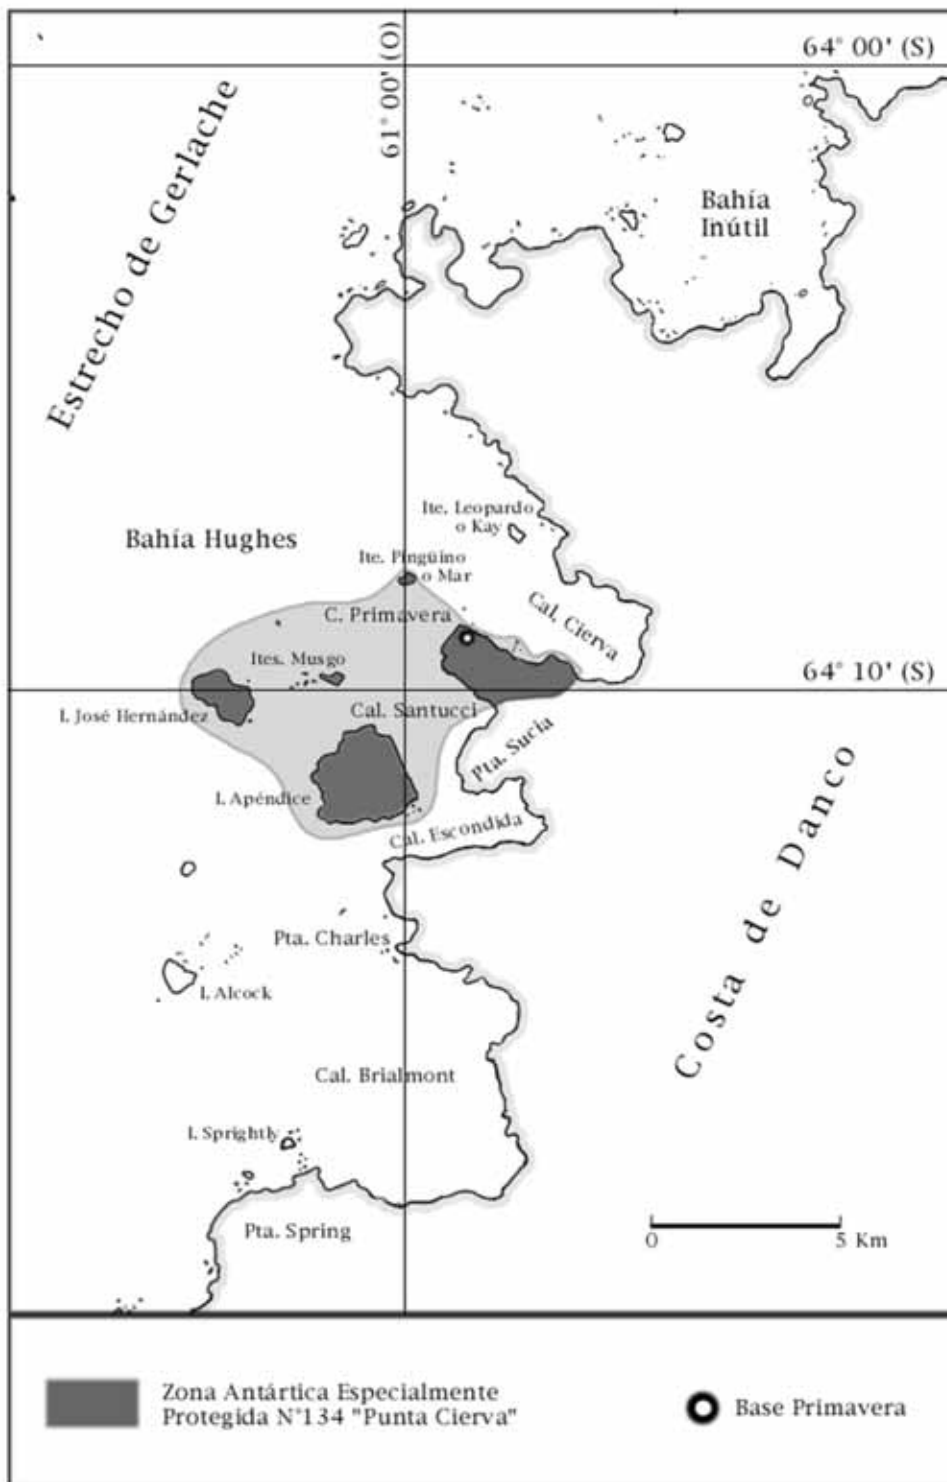 64° 00' (S)
61° 00' (O)
Estrecho de Gerlache
Bahía
Inútil
Ite. Leopardo
o Kay
Bahía Hughes
Ite. Pingüino
o Mar
Cal. Cierva
C. Primavera
Ites. Musgo
64° 10' (S)
I. José Hernández
Cal. Santucci
Pta. Sucia
I. Apéndice
Cal. Escondida
Costa de Danco
Pta. Charles
I. Alcock
Cal. Brialmont
I. Sprightly
Pta. Spring
0 5 Km
Zona Antártica Especialmente
Protegida N°134 "Punta Cierva"
Base Primavera